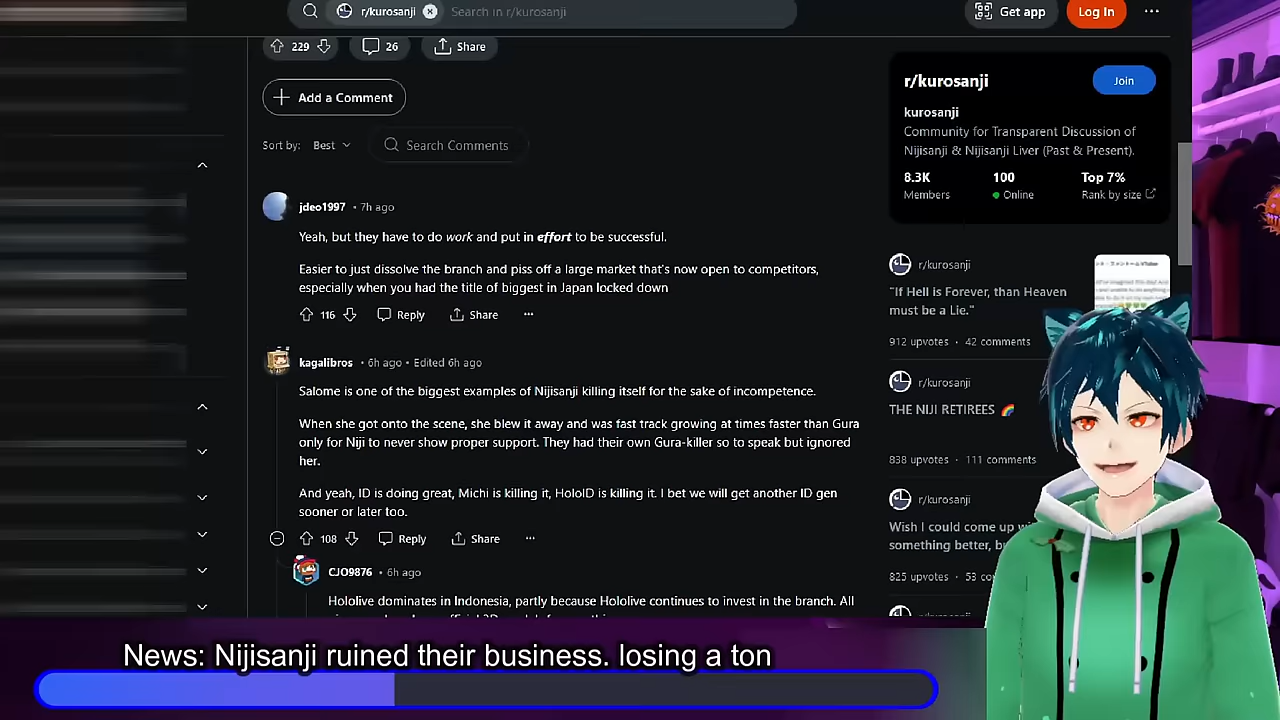 r/kurosanji
Search in r/kurosanji
Get app
Log In
229
26
Share
Add a Comment
Sort by:
Best
Search Comments
jdeo1997 • 7h ago
Yeah, but they have to do work and put in effort to be successful.
Easier to just dissolve the branch and piss off a large market that's now open to competitors,
especially when you had the title of biggest in Japan locked down
116
Reply
Share
kagalibros • 6h ago • Edited 6h ago
Salome is one of the biggest examples of Nijisanji killing itself for the sake of incompetence.
When she got onto the scene, she blew it away and was fast track growing at times faster than Gura
only for Niji to never show proper support. They had their own Gura-killer so to speak but ignored
her.
And yeah, ID is doing great, Michi is killing it, HoloID is killing it. I bet we will get another ID gen
sooner or later too.
108
Reply
Share
CJO9876 • 6h ago
Hololive dominates in Indonesia, partly because Hololive continues to invest in the branch. All
r/kurosanji
Join
kurosanji
Community for Transparent Discussion of
Nijisanji & Nijisanji Liver (Past & Present).
8.3K
100
Top 7%
Members
Online
Rank by size
r/kurosanji
"If Hell is Forever, than Heaven
must be a Lie."
912 upvotes • 42 comments
r/kurosanji
THE NIJI RETIREES 🌈
838 upvotes • 111 comments
r/kurosanji
Wish I could come up
something better,
825 upvotes • 53
News: Nijisanji ruined their business. losing a ton